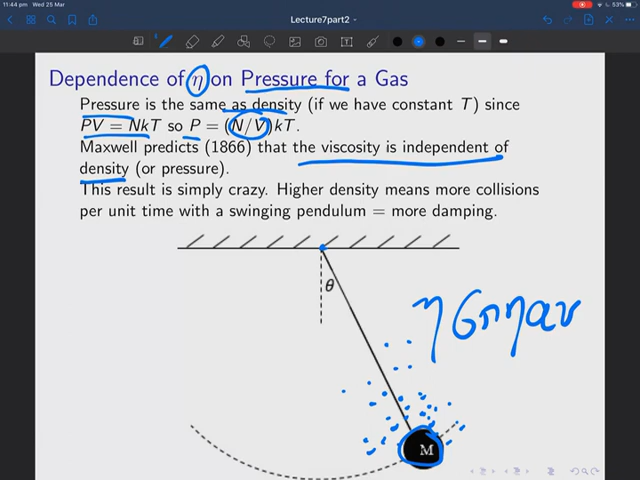 11:44 pm Wed 25 Mar
53%
Lecture7part2
Dependence of η on Pressure for a Gas
Pressure is the same as density (if we have constant T) since
PV = NkT so P = (N/V)kT.
Maxwell predicts (1866) that the viscosity is independent of
density (or pressure).
This result is simply crazy. Higher density means more collisions
per unit time with a swinging pendulum = more damping.
θ
η 6πηav
M